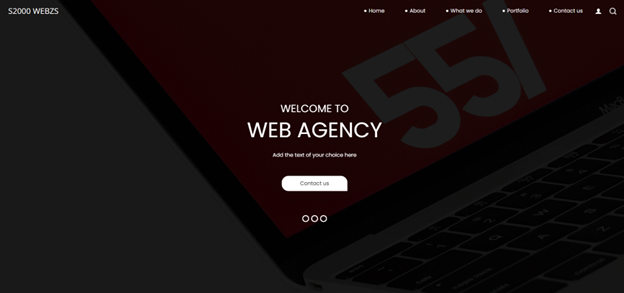 S2000 WEBZS
Home
About
What we do
Portfolio
Contact us
55/
WELCOME TO
WEB AGENCY
Add the text of your choice here
Contact us